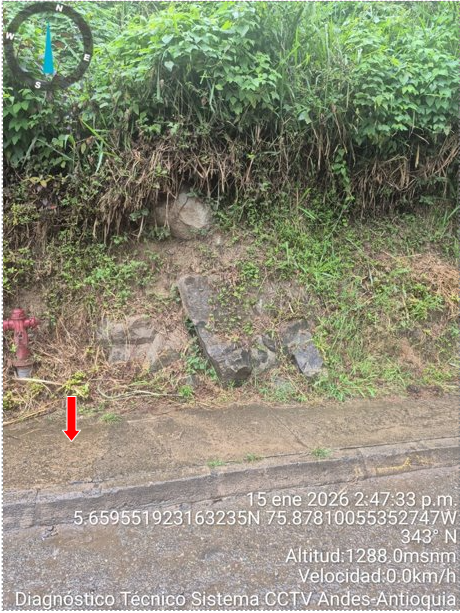 N
W
E
S
15 ene 2026 2:47:33 p.m.
5.659551923163235N 75.87810055352747W
343° N
Altitud:1288.0msnm
Velocidad:0.0km/h
Diagnóstico Técnico Sistema CCTV Andes-Antioquia